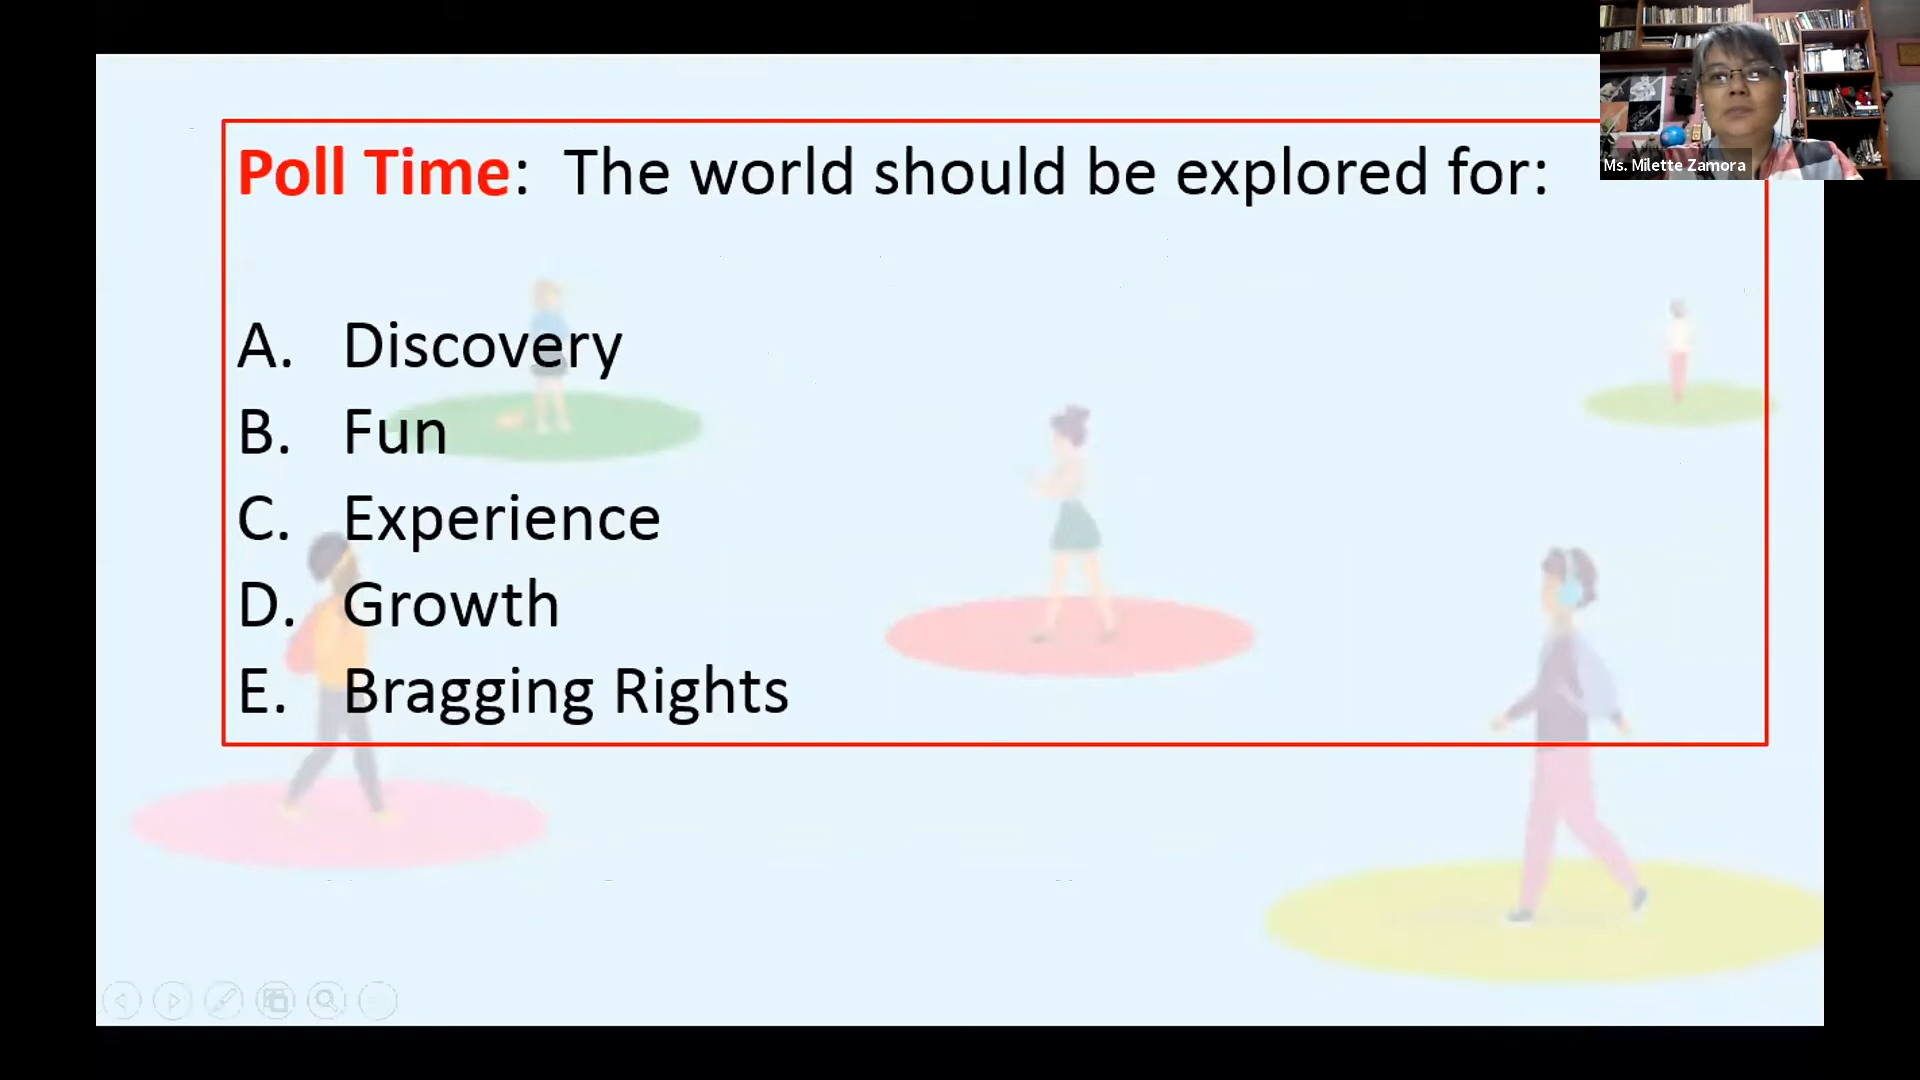 Poll Time: The world should be explored for:
A. Discovery
B. Fun
C. Experience
D. Growth
E. Bragging Rights
Ms. Milette Zamora